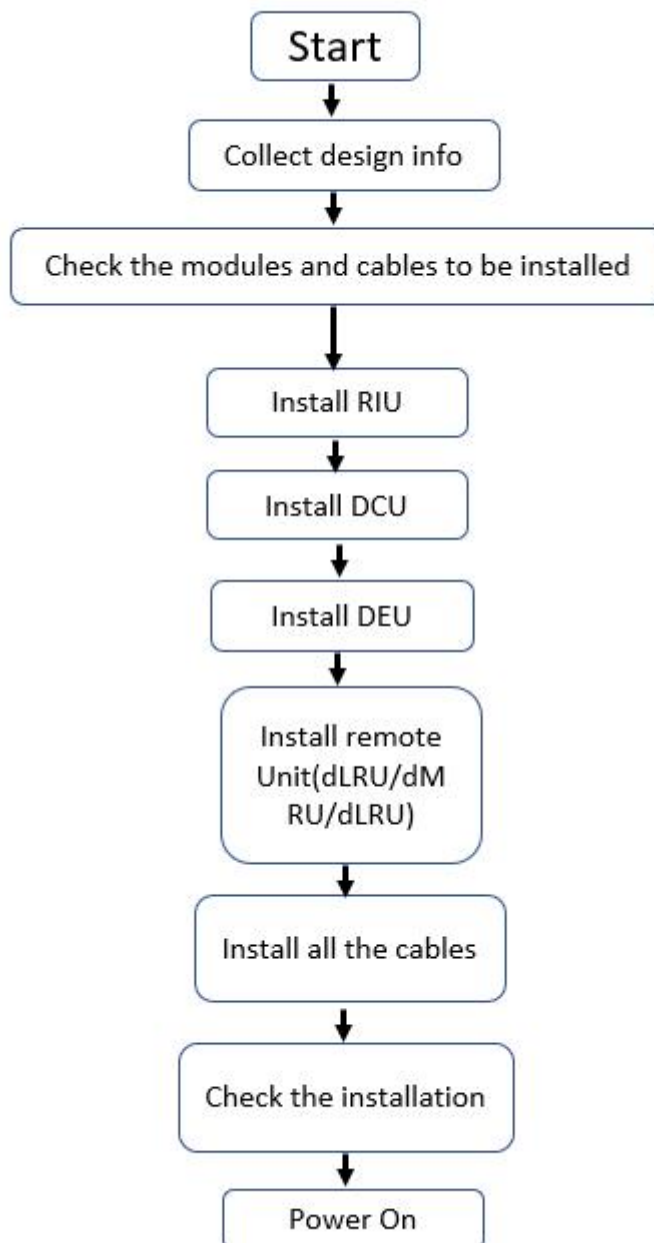 Start
Collect design info
Check the modules and cables to be installed
Install RIU
Install DCU
Install DEU
Install remote
Unit(dLRU/dM
RU/dLRU)
Install all the cables
Check the installation
Power On